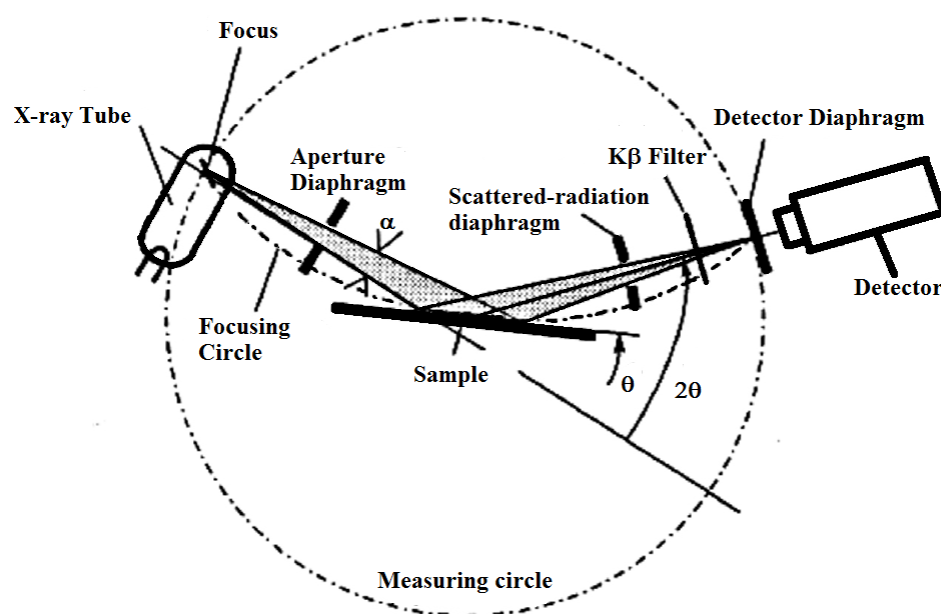 Focus
X-ray Tube
Detector Diaphragm
Aperture
Diaphragm
Kβ Filter
Scattered-radiation
diaphragm
α
Detector
Focusing
Circle
Sample
θ
2θ
Measuring circle